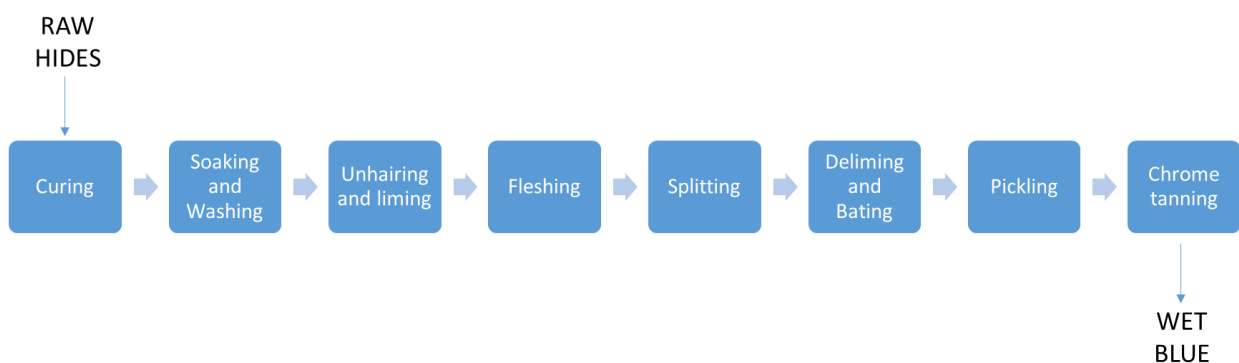 RAW
HIDES
Curing
Soaking
and
Washing
Unhairing
and liming
Fleshing
Splitting
Deliming
and
Bating
Pickling
Chrome
tanning
WET
BLUE